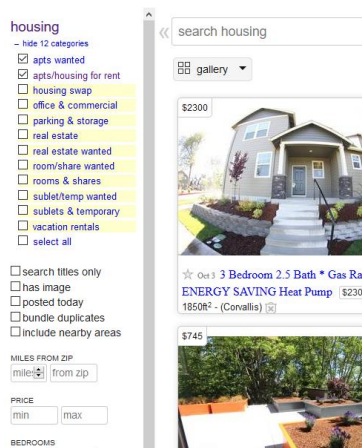 housing
– hide 12 categories
apts wanted
apts/housing for rent
housing swap
office & commercial
parking & storage
real estate
real estate wanted
room/share wanted
rooms & shares
sublet/temp wanted
sublets & temporary
vacation rentals
select all
search titles only
has image
posted today
bundle duplicates
include nearby areas
MILES FROM ZIP
miles from zip
PRICE
min max
BEDROOMS
« search housing
gallery
$2300
☆ Oct 3 3 Bedroom 2.5 Bath * Gas Ra
ENERGY SAVING Heat Pump $230
1850ft² - (Corvallis)
$745